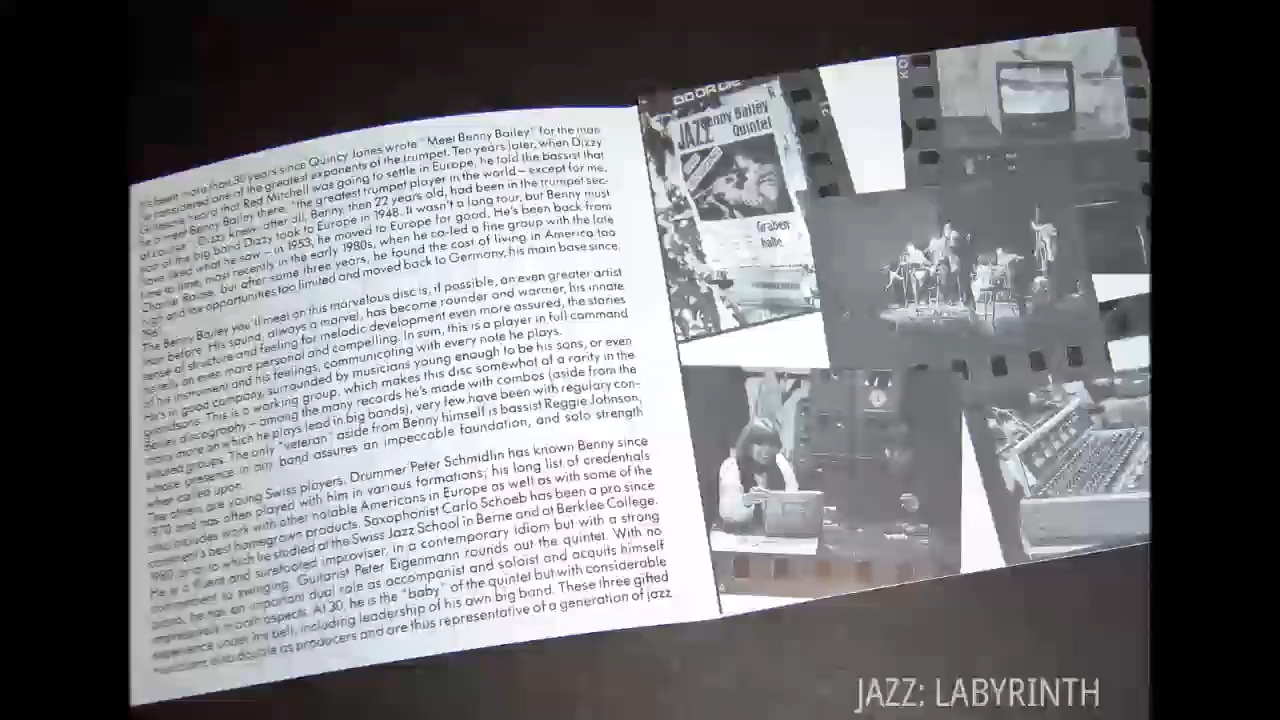 It's been more than 30 years since Quincy Jones wrote "Meet Benny Bailey" for the man
he considered one of the greatest exponents of the trumpet. Ten years later, when Dizzy
Gillespie heard that Red Mitchell was going to settle in Europe, he told the bassist that
he'd meet Benny Bailey there, "the greatest trumpet player in the world – except for me,
of course". Dizzy knew, after all, Benny, then 22 years old, had been in the trumpet sec-
tion of the big band Dizzy took to Europe in 1948. It wasn't a long tour, but Benny must
have liked what he saw – in 1953, he moved to Europe for good. He's been back from
time to time, most recently in the early 1980s, when he co-led a fine group with the late
Charlie Rouse, but after some three years, he found the cost of living in America too
high and the opportunities too limited and moved back to Germany, his main base since
The Benny Bailey you'll meet on this marvelous disc is, if possible, an even greater artist
than before. His sound, always a marvel, has become rounder and warmer, his innate
sense of structure and feeling for melodic development even more assured, the stories
he tells an even more personal and compelling. In sum, this is a player in full command
of his instrument and his feelings, communicating with every note he plays.
He's in good company, surrounded by musicians young enough to be his sons, or even
grandsons. This is a working group, which makes this disc somewhat of a rarity in the
Bailey discography – among the many records he's made with combos (aside from the
many more on which he plays lead in big bands), very few have been with regulary con-
stituted groups. The only "veteran" aside from Benny himself is bassist Reggie Johnson,
whose presence in any band assures an impeccable foundation, and solo strength
when called upon.
The others are young Swiss players. Drummer Peter Schmidlin has known Benny since
1970 and has often played with him in various formations; his long list of credentials
also includes work with other notable Americans in Europe as well as with some of the
continent's best homegrown products. Saxophonist Carlo Schoeb has been a pro since
1980 prior to which he studied at the Swiss Jazz School in Berne and at Berklee College.
He is a fluent and surefooted improviser, in a contemporary idiom but with a strong
commitment to swinging. Guitarist Peter Eigenmann rounds out the quintet. With no
piano, he has an important dual role as accompanist and soloist and acquits himself
marvelously in both aspects. At 30, he is the "baby" of the quintet but with considerable
experience under his belt, including leadership of his own big band. These three gifted
musicians also double as producers and are thus representative of a generation of jazz
JAZZ
Benny Bailey
Quintet
Graben
halle
JAZZ: LABYRINTH